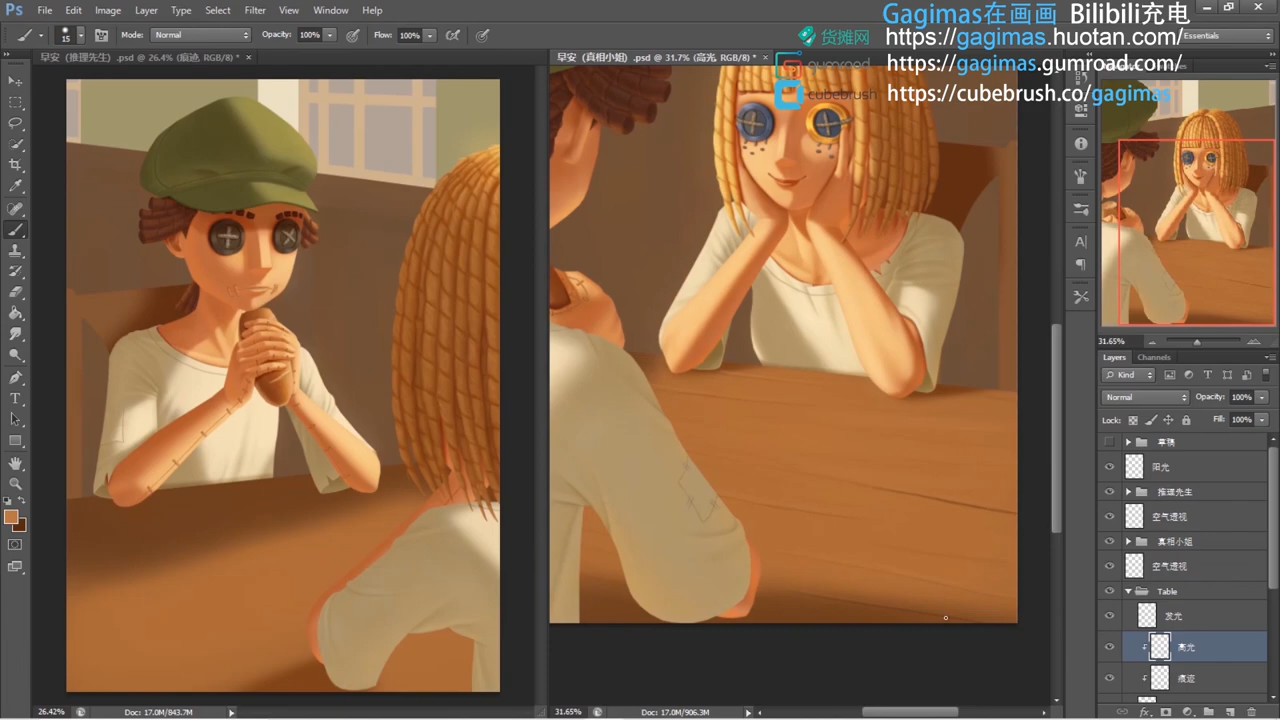 Gagimas在画画 Bilibili充电
Ps File Edit Image Layer Type Select Filter View Window Help
货摊网 https://gagimas.huotan.com/
15 Mode: Normal Opacity: 100% Flow: 100% Essentials
早安 (推理先生) .psd @ 26.4% (痕迹, RGB/8) * ×
早安 (真相小姐) .psd @ 31.7% (高光, RGB/8) * ×
gumroad https://gagimas.gumroad.com/
cubebrush https://cubebrush.co/gagimas
31.65%
Layers Channels
Kind
Normal Opacity: 100%
Lock: Fill: 100%
草稿
阳光
推理先生
空气透视
真相小姐
空气透视
Table
发光
高光
痕迹
26.42% Doc: 17.0M/843.7M
31.65% Doc: 17.0M/906.3M